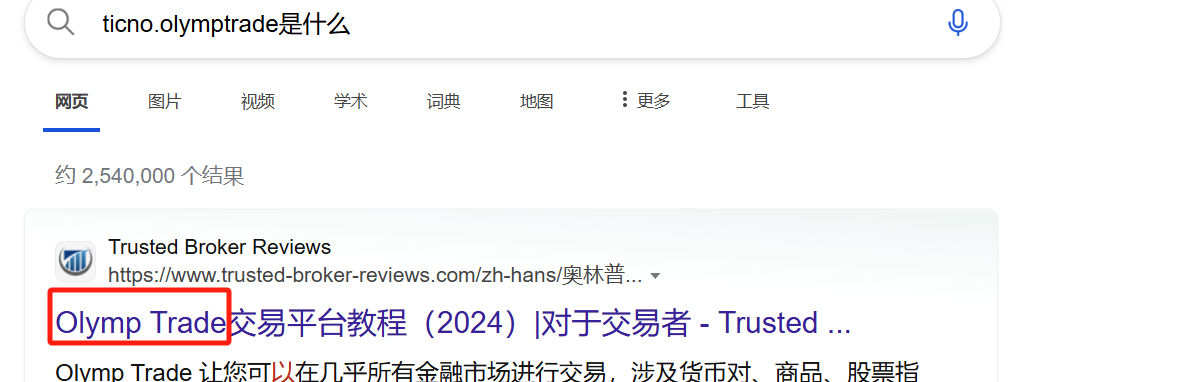 ticno.olymptrade是什么
网页 图片 视频 学术 词典 地图 更多 工具
约 2,540,000 个结果
Trusted Broker Reviews
https://www.trusted-broker-reviews.com/zh-hans/奥林普...
Olymp Trade交易平台教程（2024）|对于交易者 - Trusted ...
Olymp Trade 让您可以在几乎所有金融市场进行交易，涉及货币对、商品、股票指